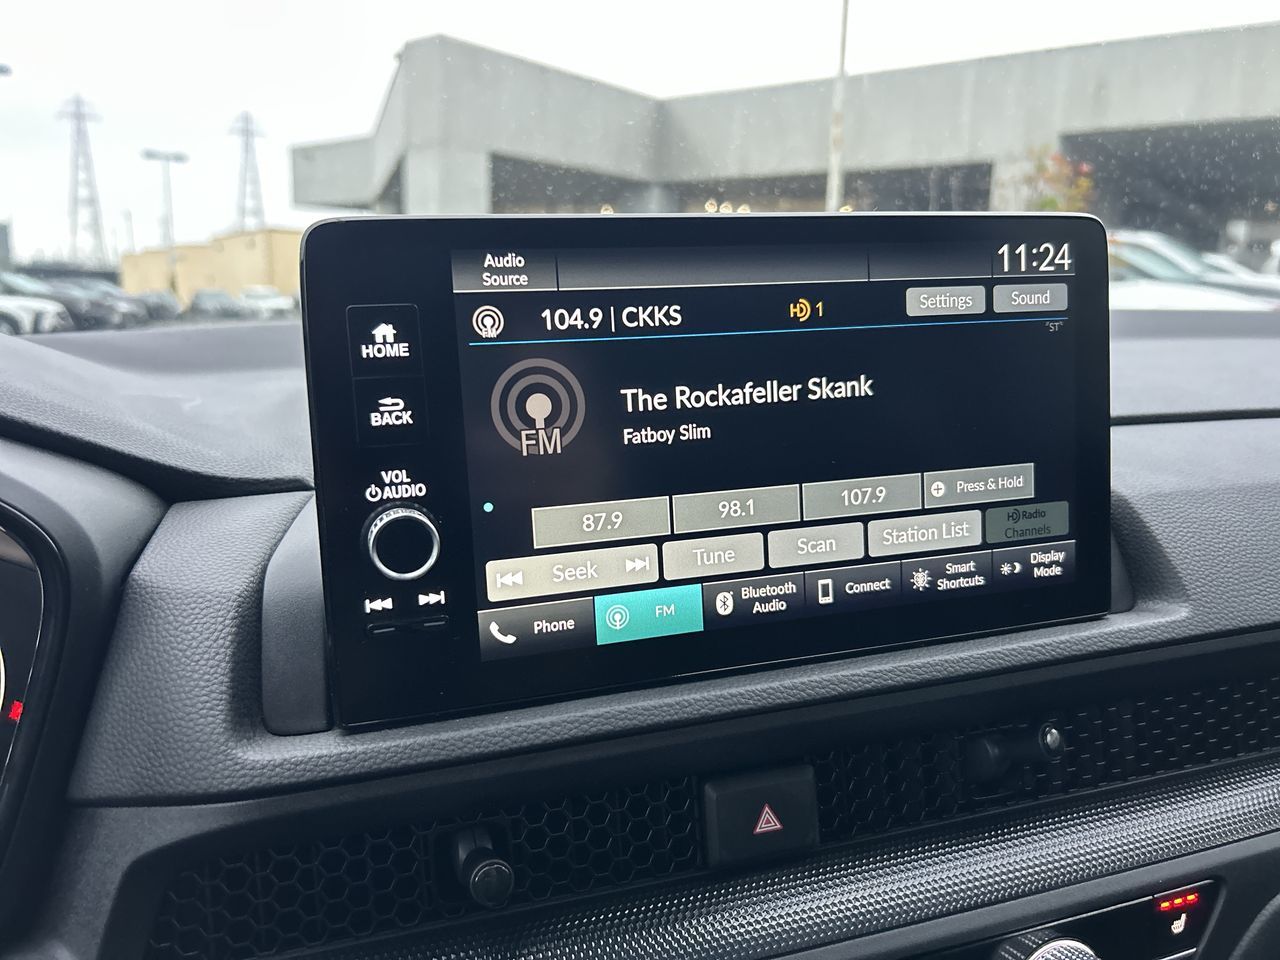 Audio
Source
11:24
FM
104.9 | CKKS
HD 1
Settings
Sound
"ST"
HOME
BACK
VOL
AUDIO
FM
The Rockafeller Skank
Fatboy Slim
87.9
98.1
107.9
Press & Hold
Seek
Tune
Scan
Station List
HD Radio
Channels
Phone
FM
Bluetooth
Audio
Connect
Smart
Shortcuts
Display
Mode